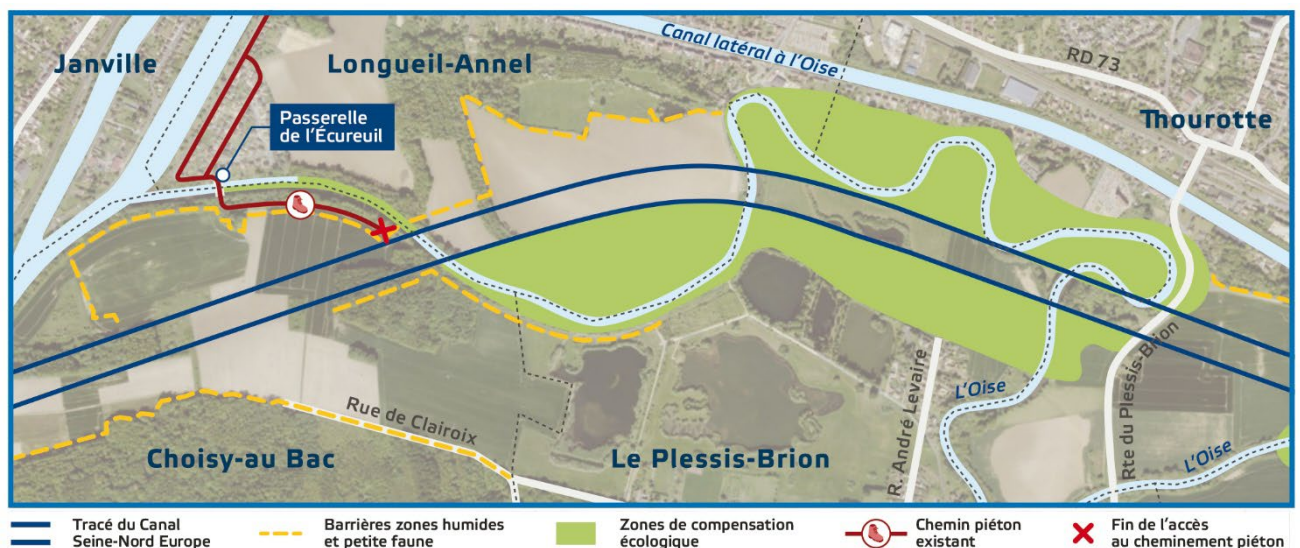 Janville
Longueil-Annel
Canal latéral à l'Oise
RD 73
Thourotte
Passerelle
de l'Écureuil
R. André Levaire
Rte du Plessis-Brion
L'Oise
L'Oise
Rue de Clairoix
Choisy-au Bac
Le Plessis-Brion
Tracé du Canal
Seine-Nord Europe
Barrières zones humides
et petite faune
Zones de compensation
écologique
Chemin piéton
existant
Fin de l'accès
au cheminement piéton